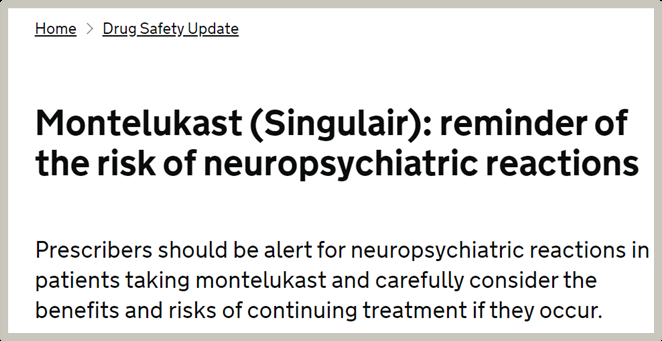 Home > Drug Safety Update
Montelukast (Singulair): reminder of
the risk of neuropsychiatric reactions
Prescribers should be alert for neuropsychiatric reactions in
patients taking montelukast and carefully consider the
benefits and risks of continuing treatment if they occur.